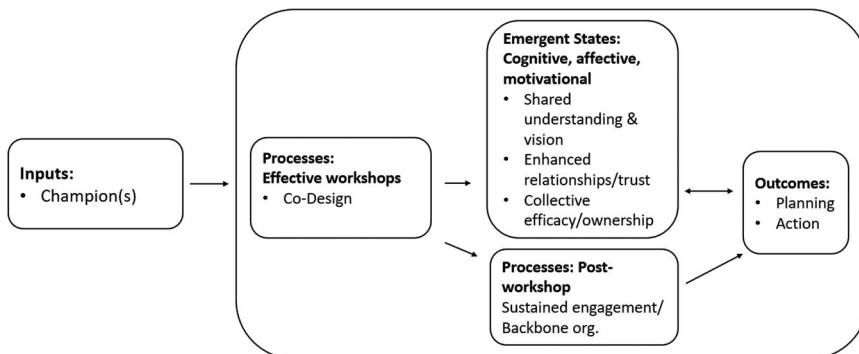 Inputs:
• Champion(s)
Processes:
Effective workshops
• Co-Design
Emergent States:
Cognitive, affective,
motivational
• Shared
understanding &
vision
• Enhanced
relationships/trust
• Collective
efficacy/ownership
Processes: Post-
workshop
Sustained engagement/
Backbone org.
Outcomes:
• Planning
• Action